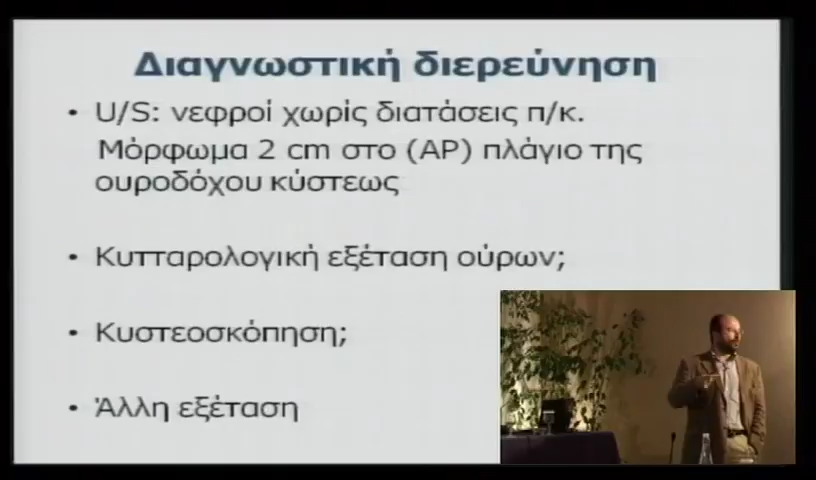 Διαγνωστική διερεύνηση
• U/S: νεφροί χωρίς διατάσεις π/κ.
Μόρφωμα 2 cm στο (ΑΡ) πλάγιο της
ουροδόχου κύστεως
• Κυτταρολογική εξέταση ούρων;
• Κυστεοσκόπηση;
• Άλλη εξέταση